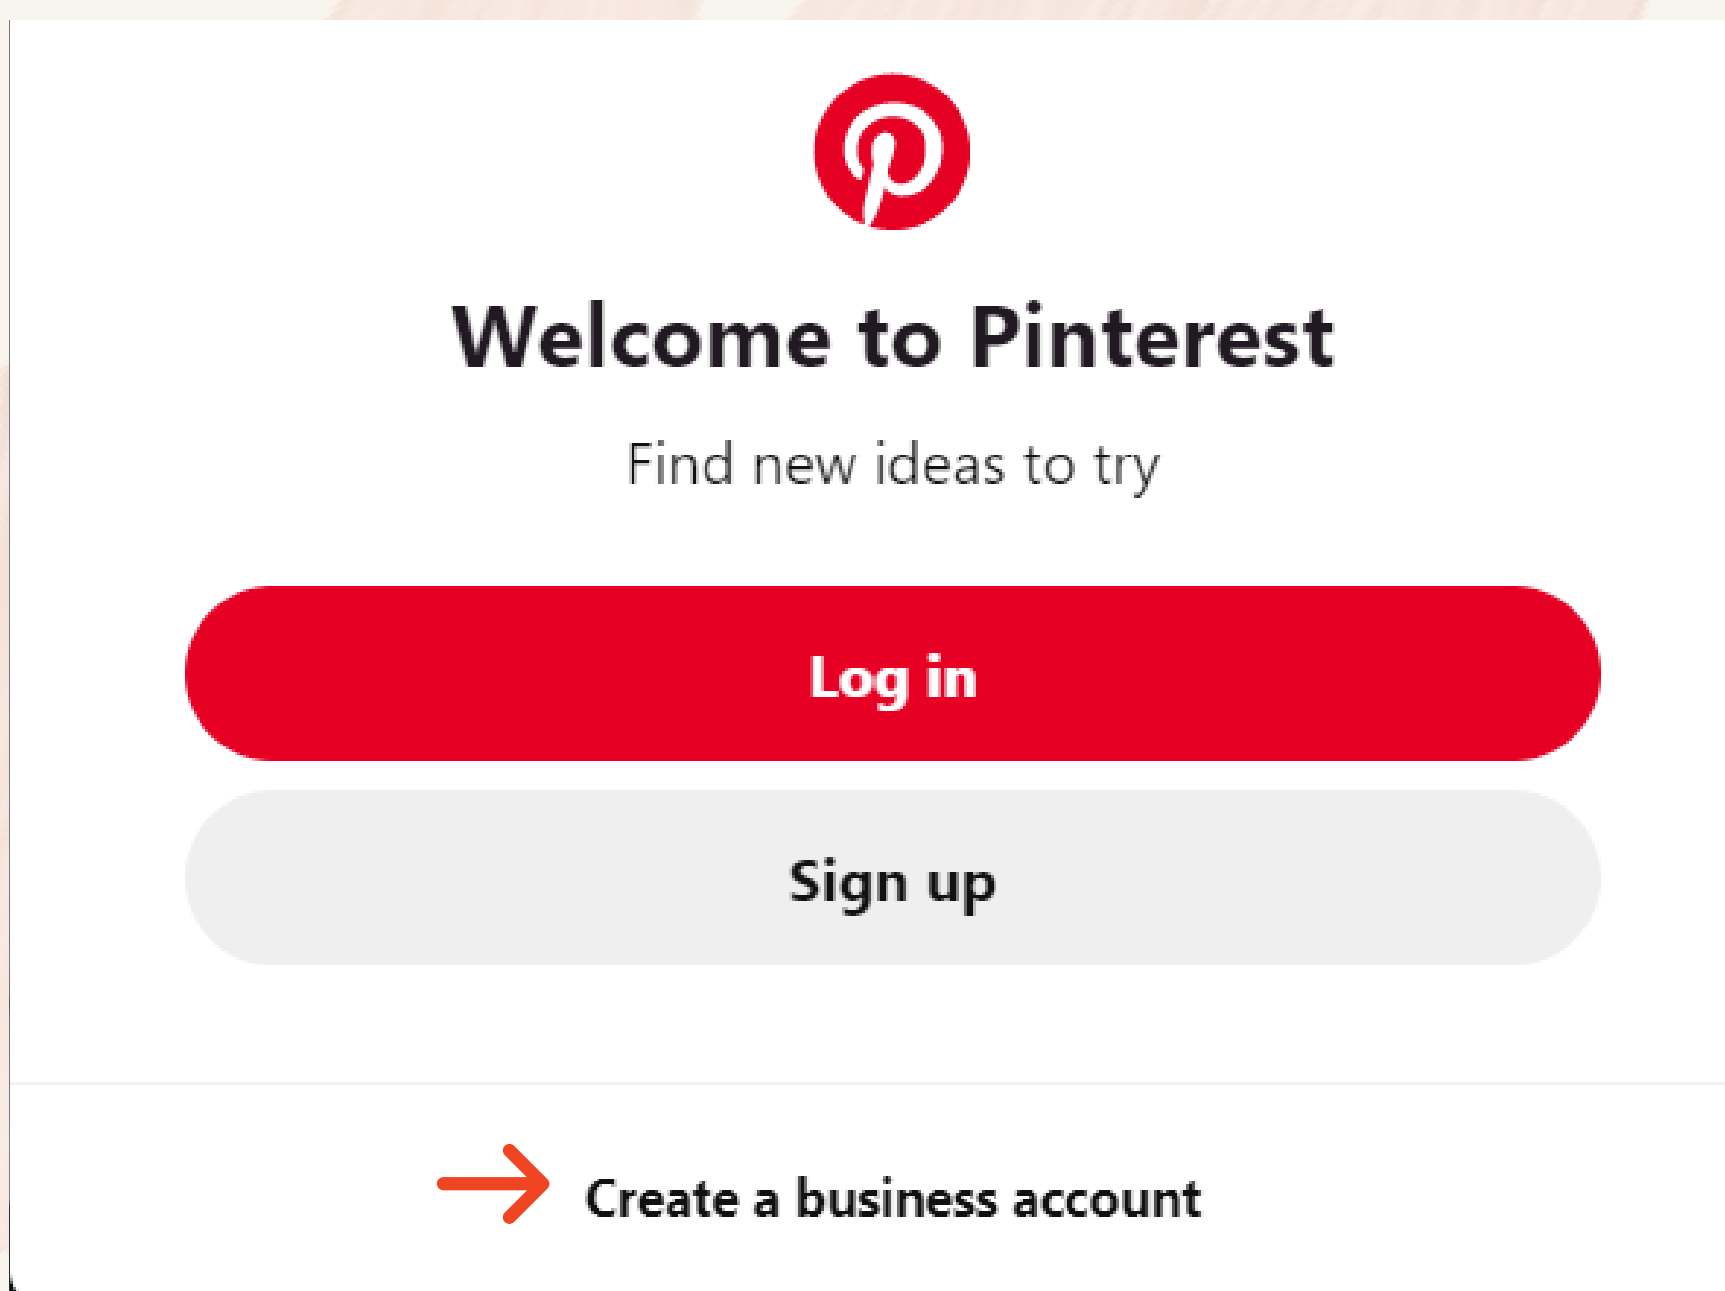 Welcome to Pinterest
Find new ideas to try
Log in
Sign up
Create a business account